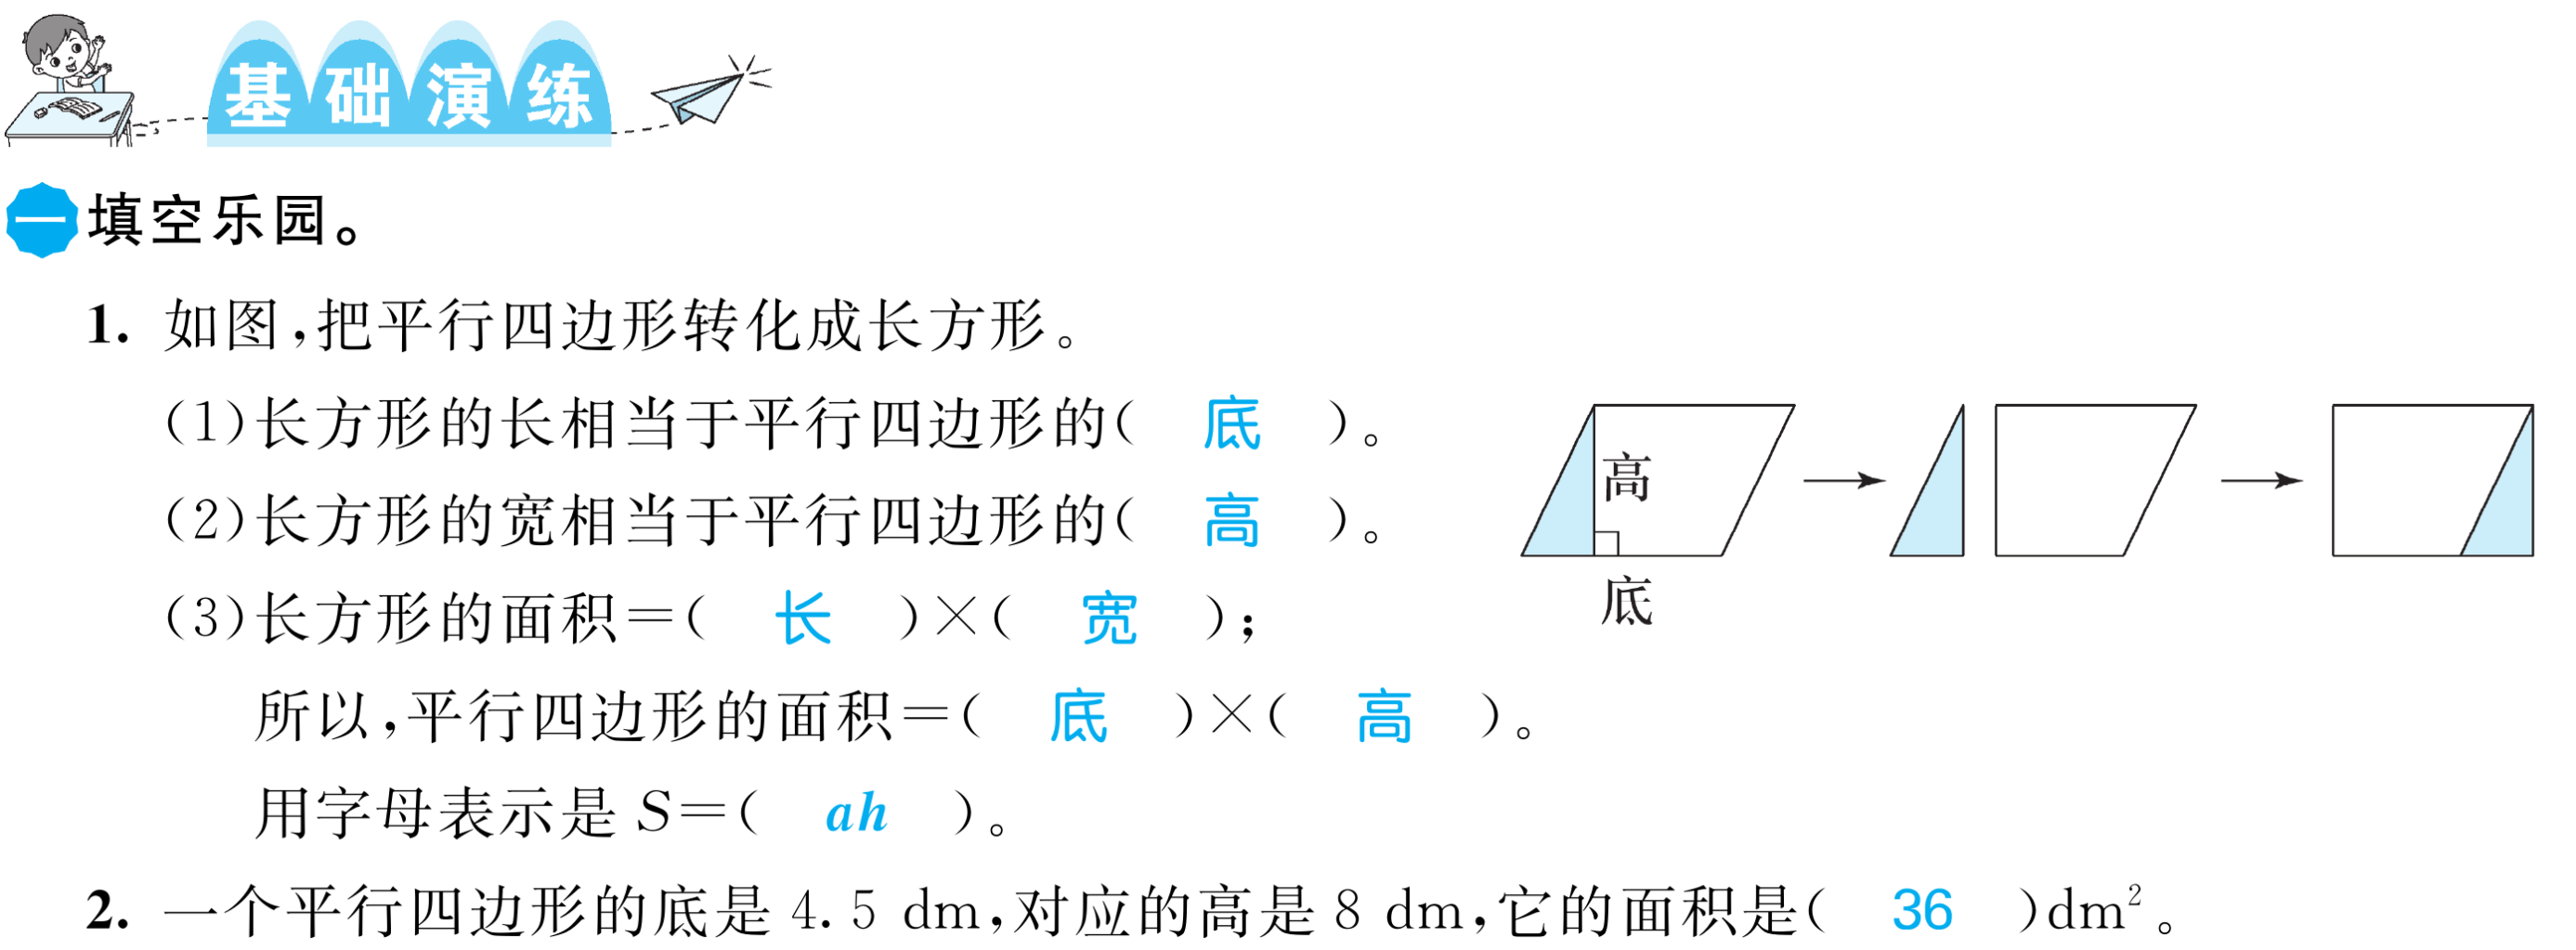 基础演练
一 填空乐园。
1. 如图,把平行四边形转化成长方形。
(1)长方形的长相当于平行四边形的( 底 )。
(2)长方形的宽相当于平行四边形的( 高 )。
高
底
(3)长方形的面积=( 长 )×( 宽 );
所以,平行四边形的面积=( 底 )×( 高 )。
用字母表示是 S=( ah )。
2. 一个平行四边形的底是 4.5 dm,对应的高是 8 dm,它的面积是( 36 )dm²。